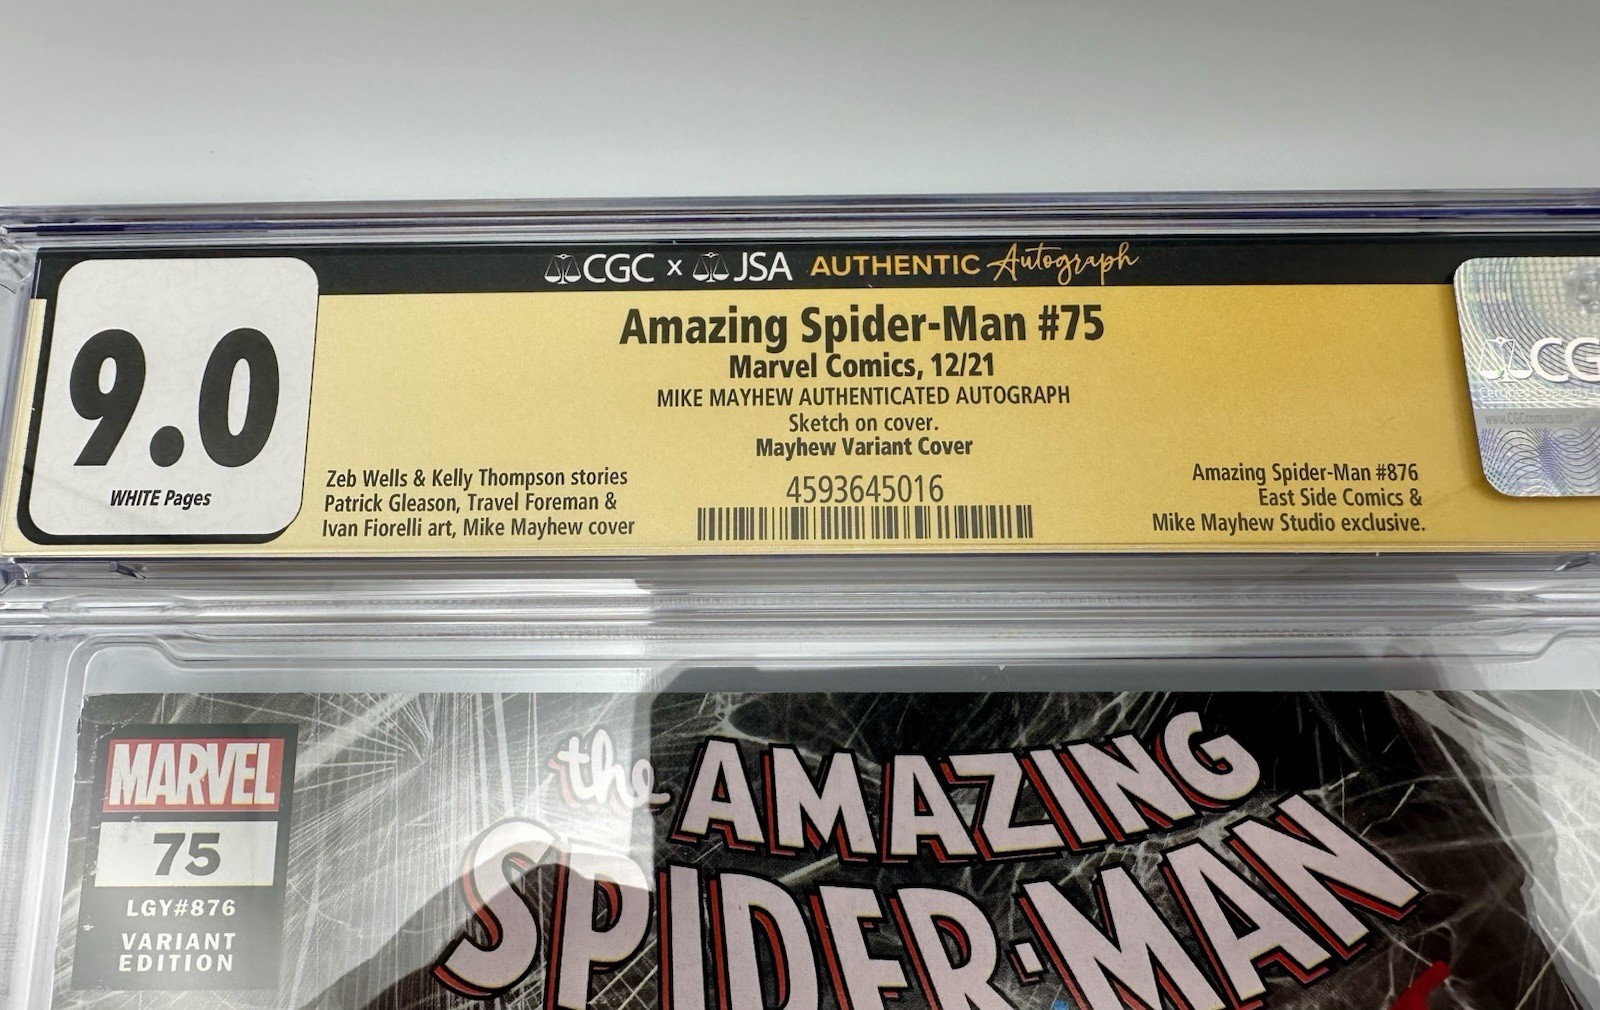 CGC x JSA AUTHENTIC Autograph
9.0
WHITE Pages
Amazing Spider-Man #75
Marvel Comics, 12/21
MIKE MAYHEW AUTHENTICATED AUTOGRAPH
Sketch on cover.
Mayhew Variant Cover
Zeb Wells & Kelly Thompson stories
Patrick Gleason, Travel Foreman &
Ivan Fiorelli art, Mike Mayhew cover
4593645016
Amazing Spider-Man #876
East Side Comics &
Mike Mayhew Studio exclusive.
CG
MARVEL
75
LGY#876
VARIANT
EDITION
the AMAZING
SPIDER-MAN